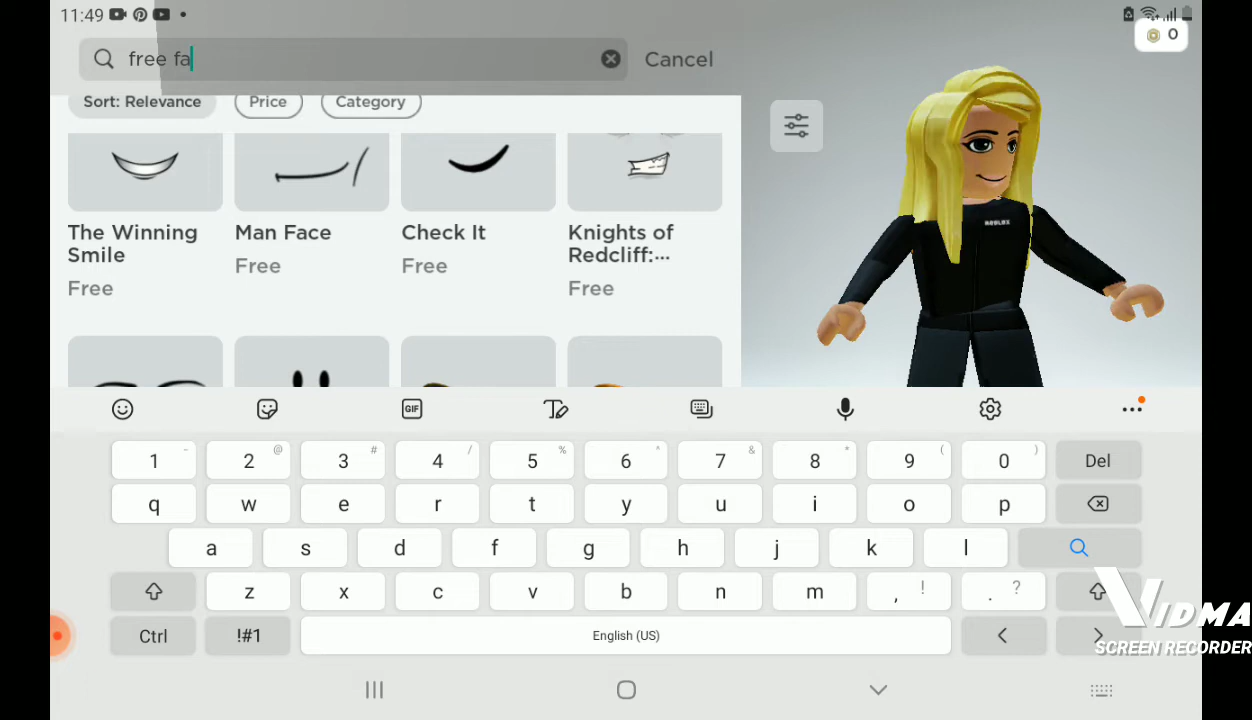 11:49
0
free fa
Cancel
Sort: Relevance Price Category
The Winning Smile
Free
Man Face
Free
Check It
Free
Knights of Redcliff:...
Free
ROBLOX
GIF
1 - 2 @ 3 # 4 / 5 % 6 ^ 7 & 8 * 9 ( 0 ) Del
q w e r t y u i o p
a s d f g h j k l
z x c v b n m , ! . ?
Ctrl !#1 English (US) < >
VIDMA
SCREEN RECORDER